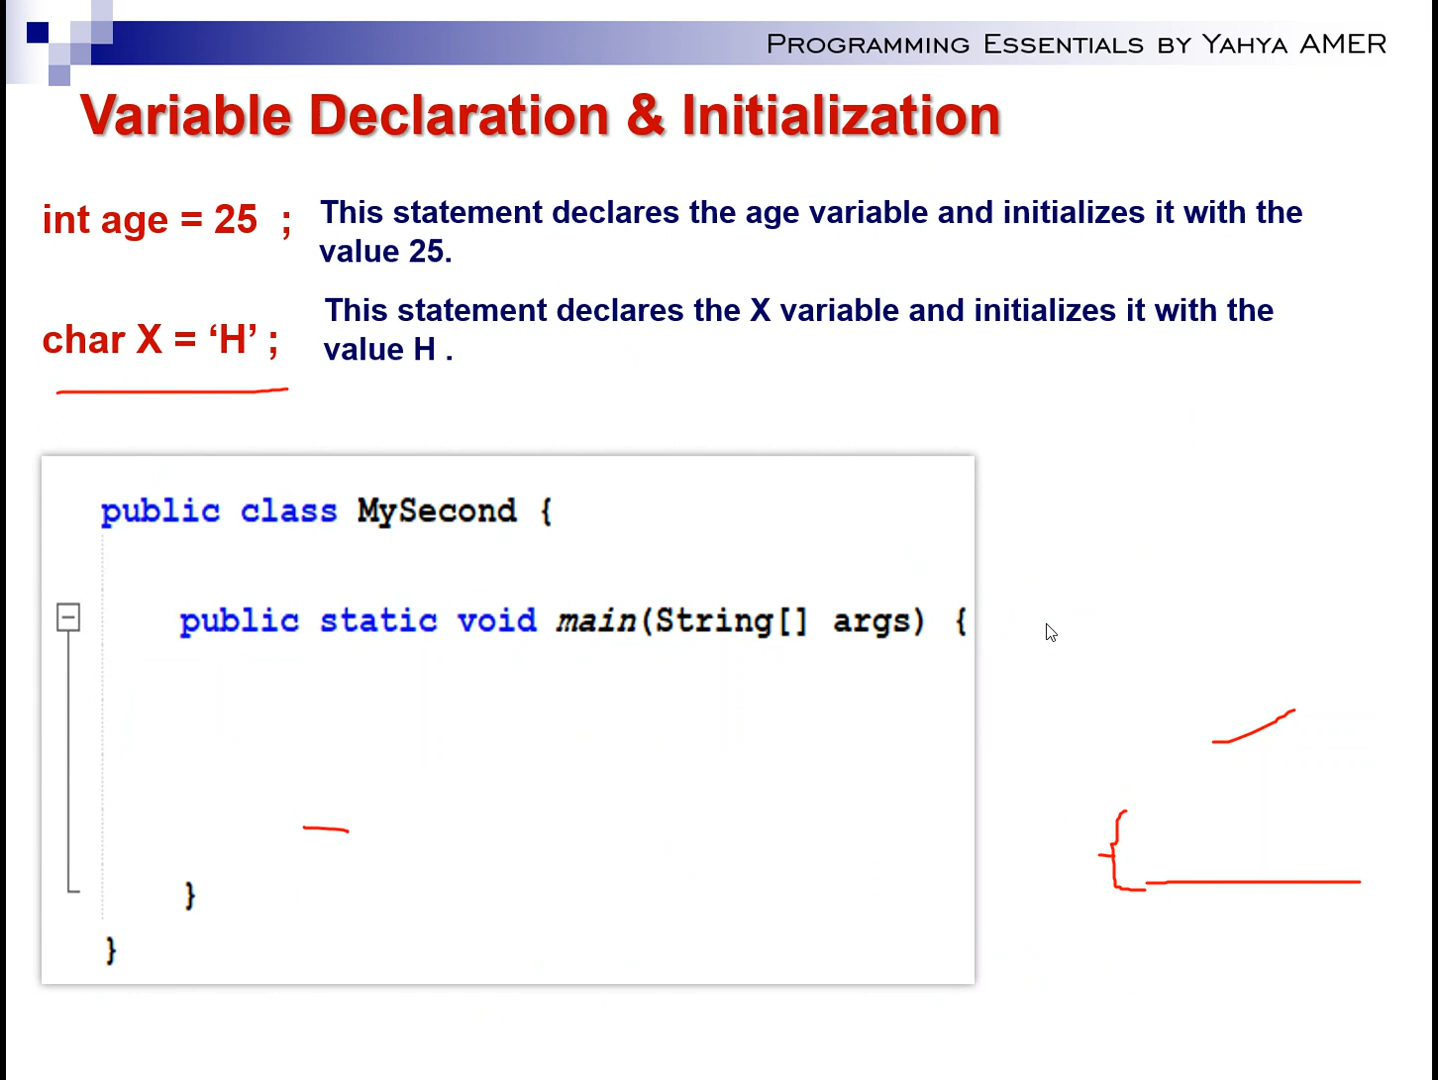 PROGRAMMING ESSENTIALS BY YAHYA AMER
Variable Declaration & Initialization
int age = 25 ;
This statement declares the age variable and initializes it with the
value 25.
char X = ‘H’ ;
This statement declares the X variable and initializes it with the
value H .
public class MySecond {
public static void main(String[] args) {
}
}